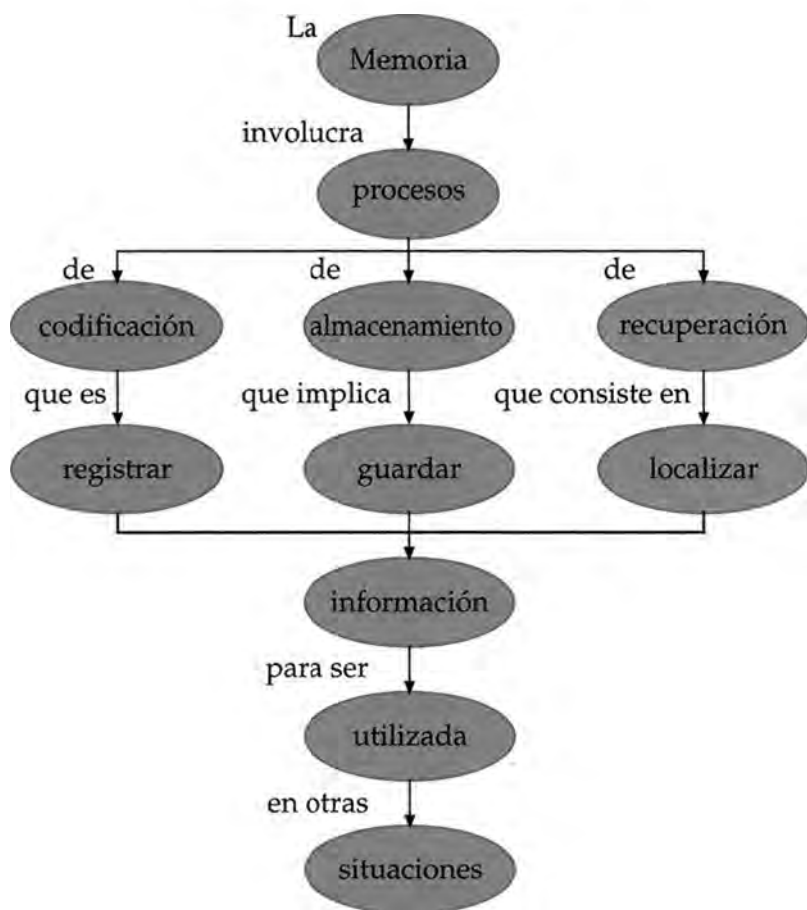 La
Memoria
involucra
procesos
de de de
codificación almacenamiento recuperación
que es que implica que consiste en
registrar guardar localizar
información
para ser
utilizada
en otras
situaciones